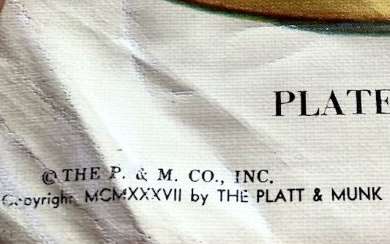 PLATE
© THE P. & M. CO., INC.
Copyright MCMXXXVII by THE PLATT & MUNK